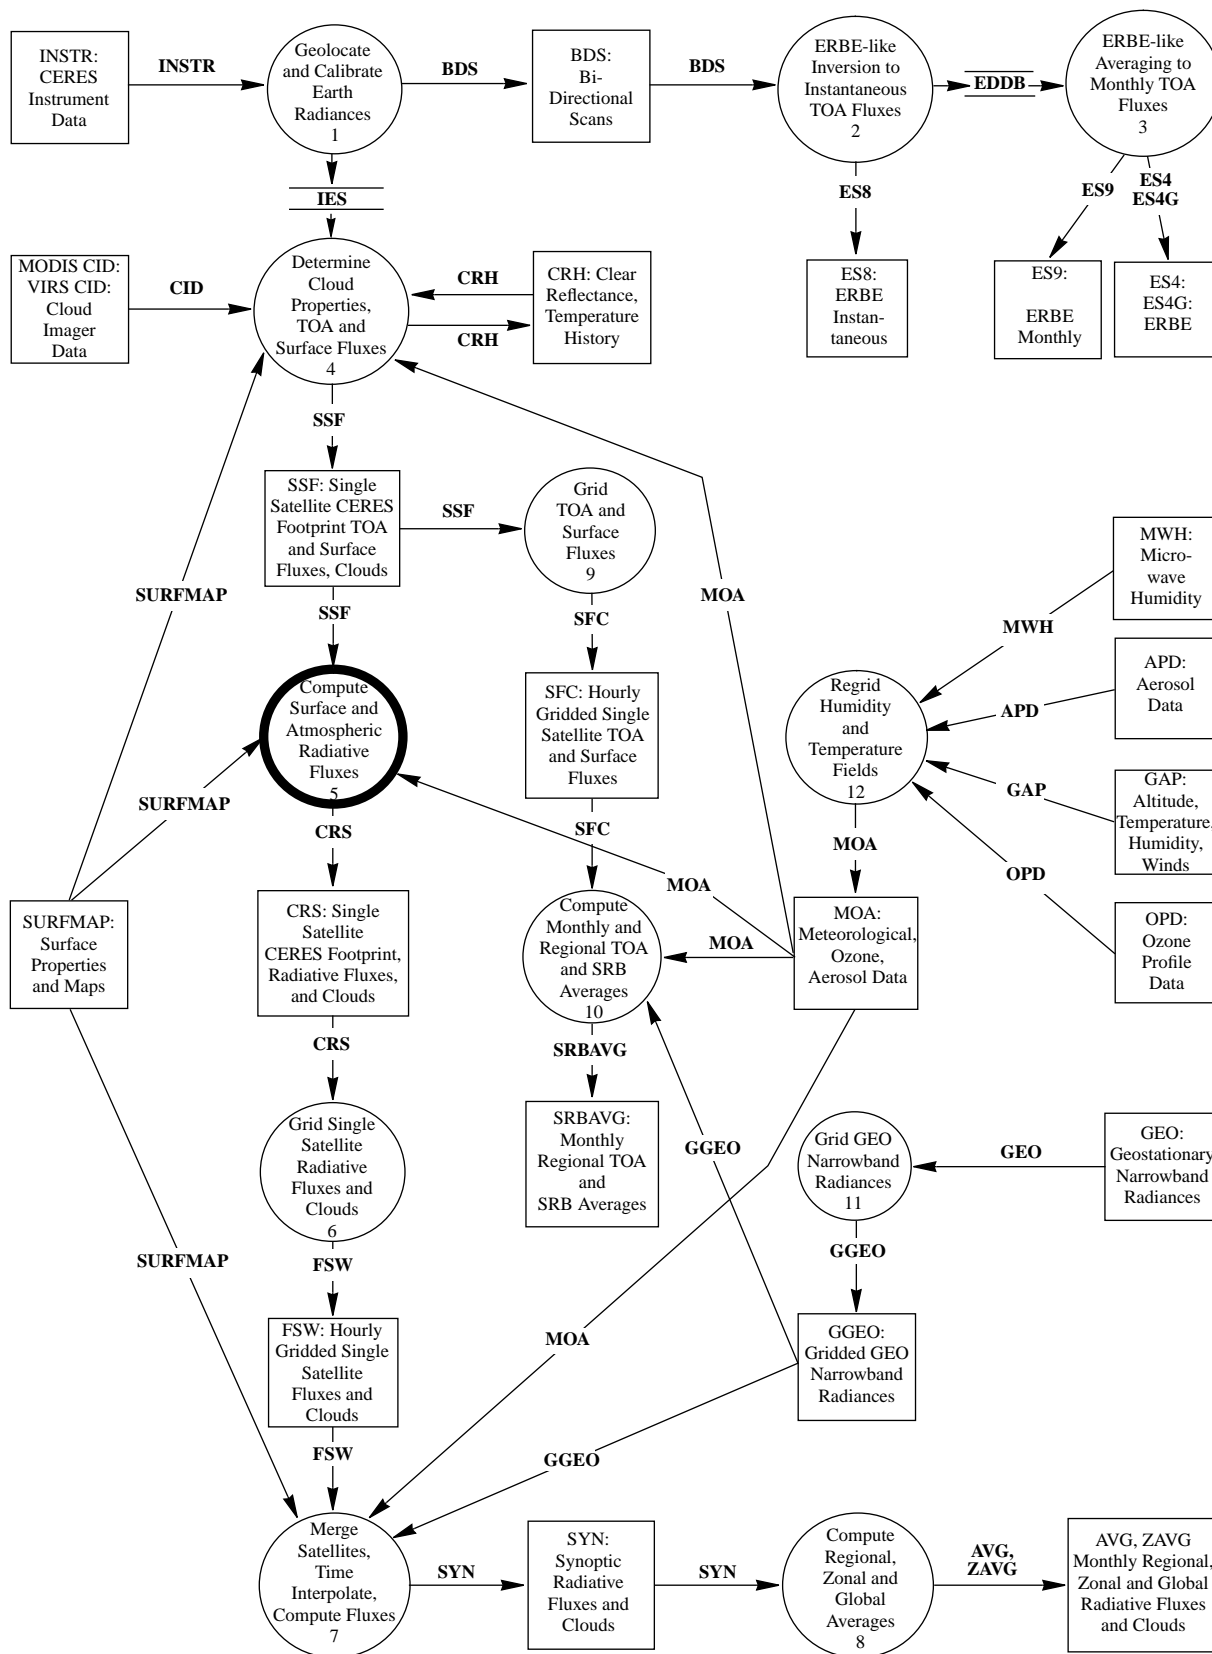 INSTR:
CERES
Instrument
Data
INSTR
Geolocate
and Calibrate
Earth
Radiances
1
BDS
BDS:
Bi-
Directional
Scans
BDS
ERBE-like
Inversion to
Instantaneous
TOA Fluxes
2
EDDB
ERBE-like
Averaging to
Monthly TOA
Fluxes
3
IES
ES8
ES9
ES4
ES4G
MODIS CID:
VIRS CID:
Cloud
Imager
Data
CID
Determine
Cloud
Properties,
TOA and
Surface Fluxes
4
CRH
CRH
CRH: Clear
Reflectance,
Temperature
History
ES8:
ERBE
Instan-
taneous
ES9:
ERBE
Monthly
ES4:
ES4G:
ERBE
SSF
SSF: Single
Satellite CERES
Footprint TOA
and Surface
Fluxes, Clouds
SSF
Grid
TOA and
Surface
Fluxes
9
MWH:
Micro-
wave
Humidity
SURFMAP
SSF
SFC
MOA
MWH
Compute
Surface and
Atmospheric
Radiative
Fluxes
5
SFC: Hourly
Gridded Single
Satellite TOA
and Surface
Fluxes
Regrid
Humidity
and
Temperature
Fields
12
APD
APD:
Aerosol
Data
SURFMAP
GAP
GAP:
Altitude,
Temperature,
Humidity,
Winds
CRS
SFC
MOA
MOA
OPD
SURFMAP:
Surface
Properties
and Maps
CRS: Single
Satellite
CERES Footprint,
Radiative Fluxes,
and Clouds
Compute
Monthly and
Regional TOA
and SRB
Averages
10
MOA
MOA:
Meteorological,
Ozone,
Aerosol Data
OPD:
Ozone
Profile
Data
CRS
SRBAVG
Grid Single
Satellite
Radiative
Fluxes and
Clouds
6
SRBAVG:
Monthly
Regional TOA
and
SRB Averages
GGEO
Grid GEO
Narrowband
Radiances
11
GEO
GEO:
Geostationary
Narrowband
Radiances
SURFMAP
FSW
GGEO
FSW: Hourly
Gridded Single
Satellite
Fluxes and
Clouds
MOA
GGEO:
Gridded GEO
Narrowband
Radiances
FSW
GGEO
Merge
Satellites,
Time
Interpolate,
Compute Fluxes
7
SYN
SYN:
Synoptic
Radiative
Fluxes and
Clouds
SYN
Compute
Regional,
Zonal and
Global
Averages
8
AVG,
ZAVG
AVG, ZAVG
Monthly Regional,
Zonal and Global
Radiative Fluxes
and Clouds